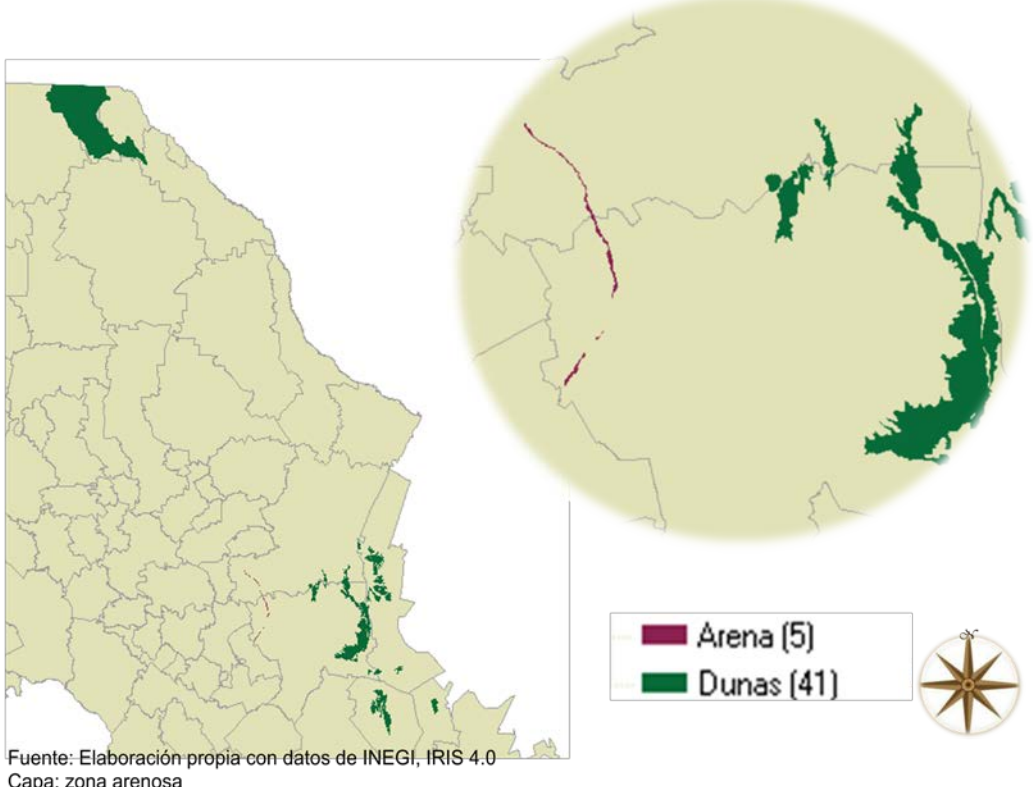 Arena (5)
Dunas (41)
N
Fuente: Elaboración propia con datos de INEGI, IRIS 4.0
Capa: zona arenosa